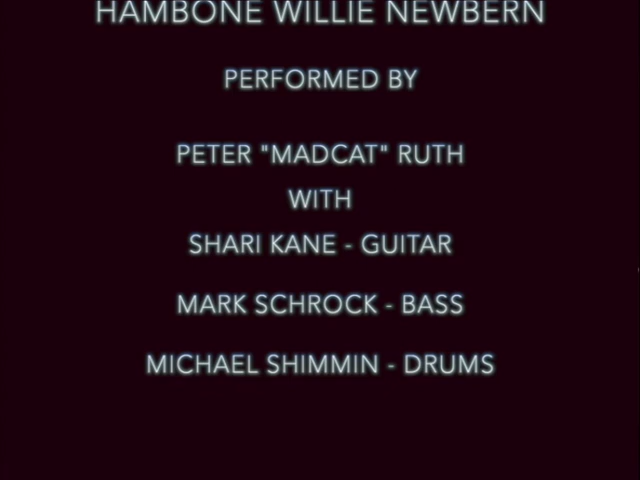 HAMBONE WILLIE NEWBERN
PERFORMED BY
PETER "MADCAT" RUTH
WITH
SHARI KANE - GUITAR
MARK SCHROCK - BASS
MICHAEL SHIMMIN - DRUMS